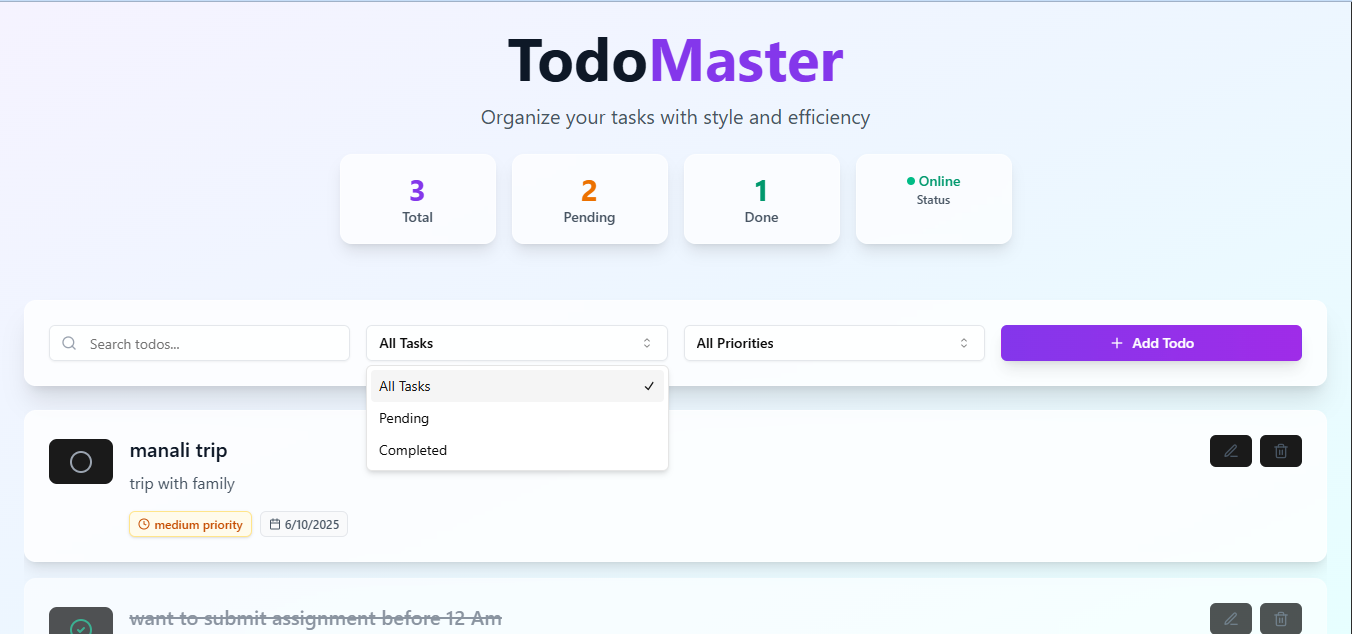 TodoMaster
Organize your tasks with style and efficiency
3
Total
2
Pending
1
Done
Online
Status
Search todos...
All Tasks
All Priorities
Add Todo
All Tasks
Pending
Completed
manali trip
trip with family
medium priority
6/10/2025
want to submit assignment before 12 Am